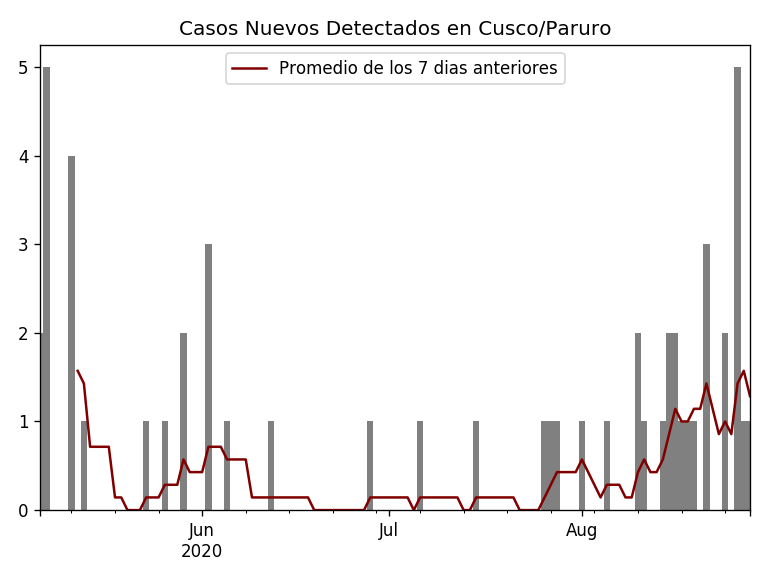 Casos Nuevos Detectados en Cusco/Paruro
Promedio de los 7 dias anteriores
5
4
3
2
1
0
Jun
2020
Jul
Aug